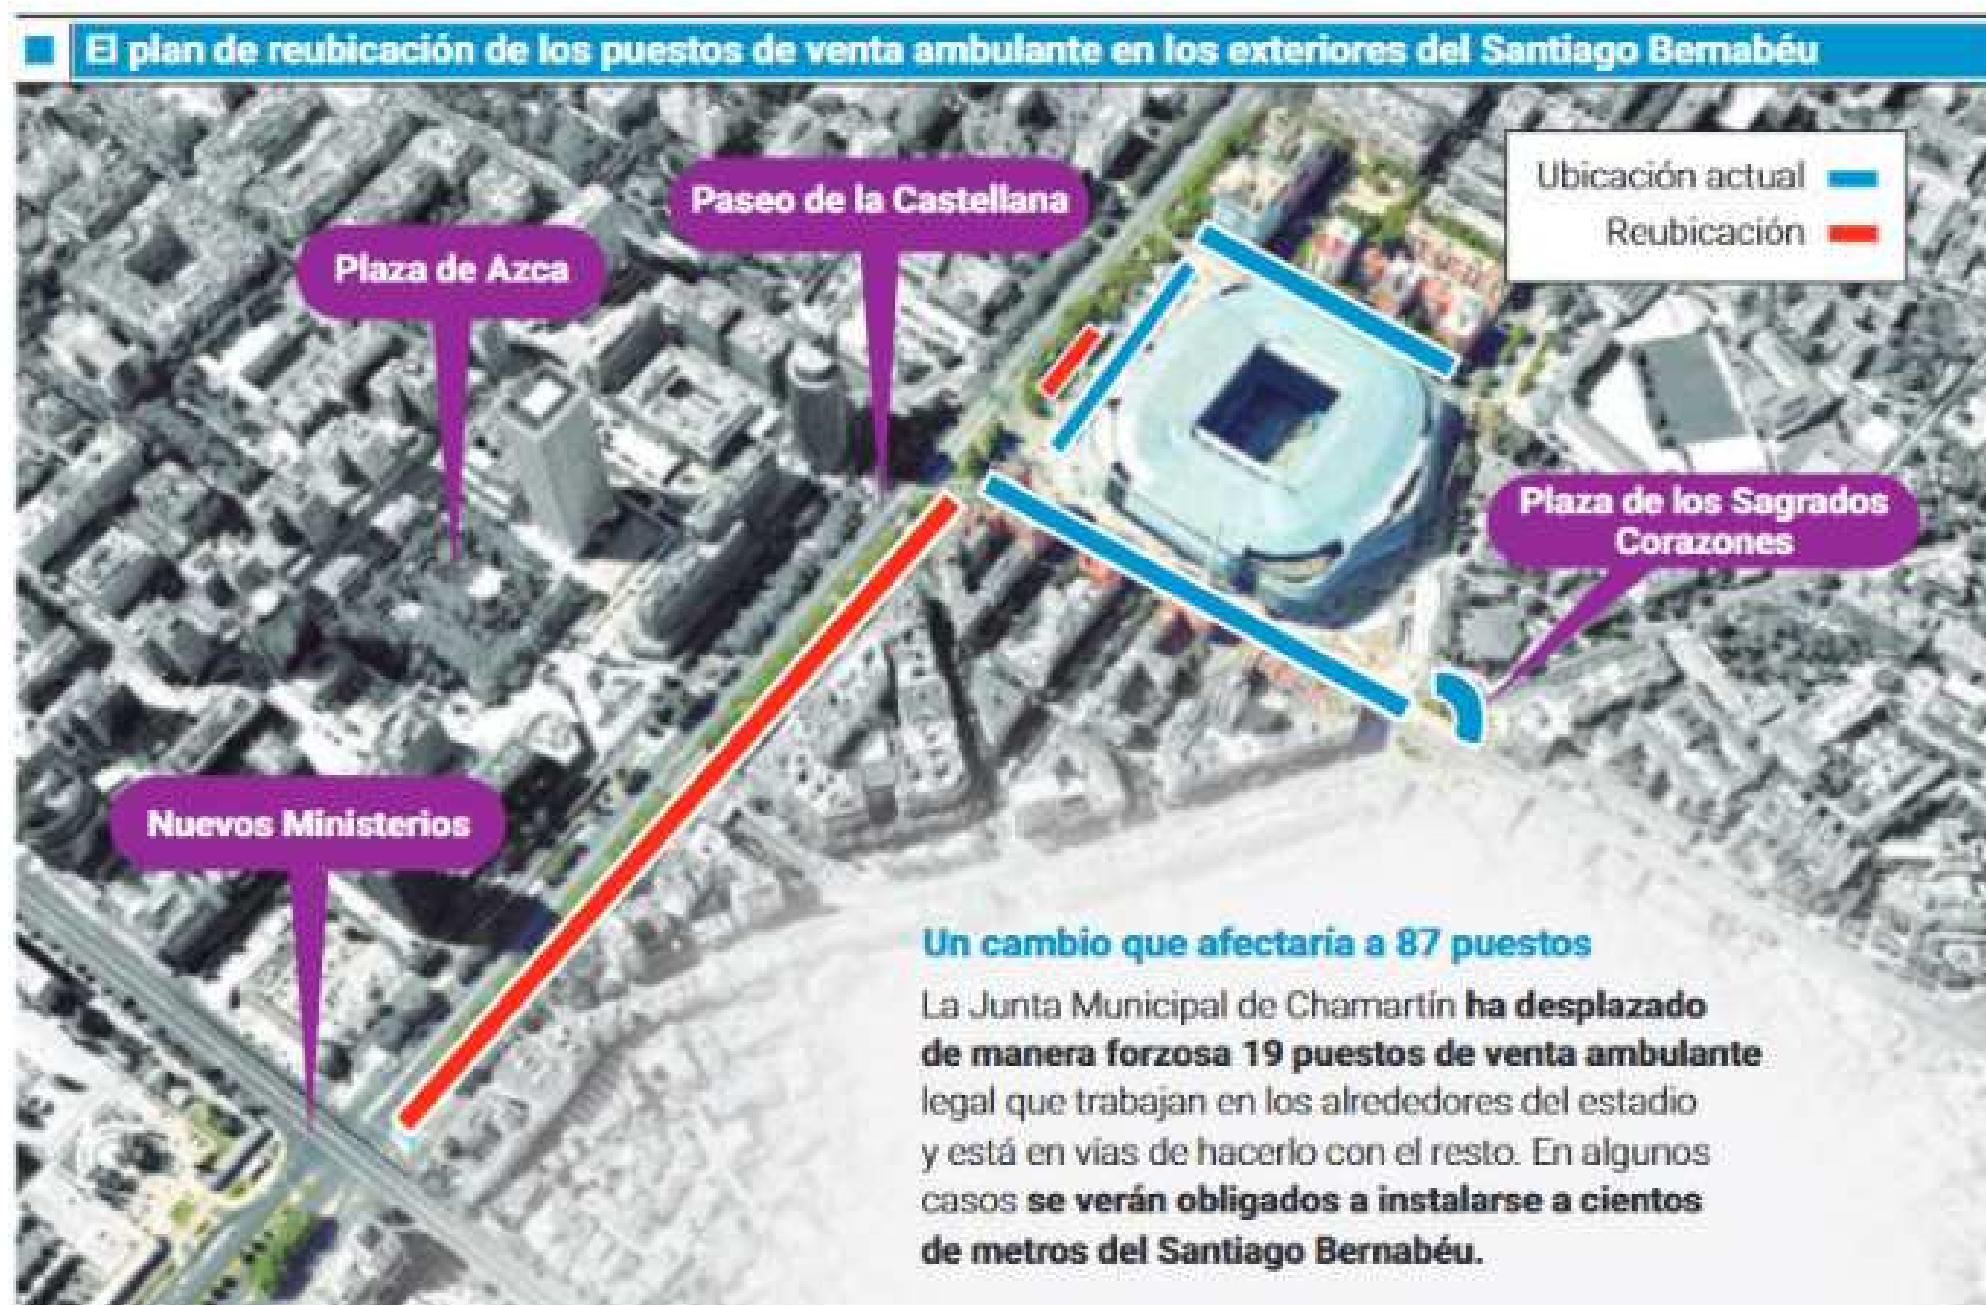 El plan de reubicación de los puestos de venta ambulante en los exteriores del Santiago Bernabéu
Paseo de la Castellana
Plaza de Azca
Ubicación actual
Reubicación
Plaza de los Sagrados
Corazones
Nuevos Ministerios
Un cambio que afectaría a 87 puestos
La Junta Municipal de Chamartín ha desplazado
de manera forzosa 19 puestos de venta ambulante
legal que trabajan en los alrededores del estadio
y está en vías de hacerlo con el resto. En algunos
casos se verán obligados a instalarse a cientos
de metros del Santiago Bernabéu.